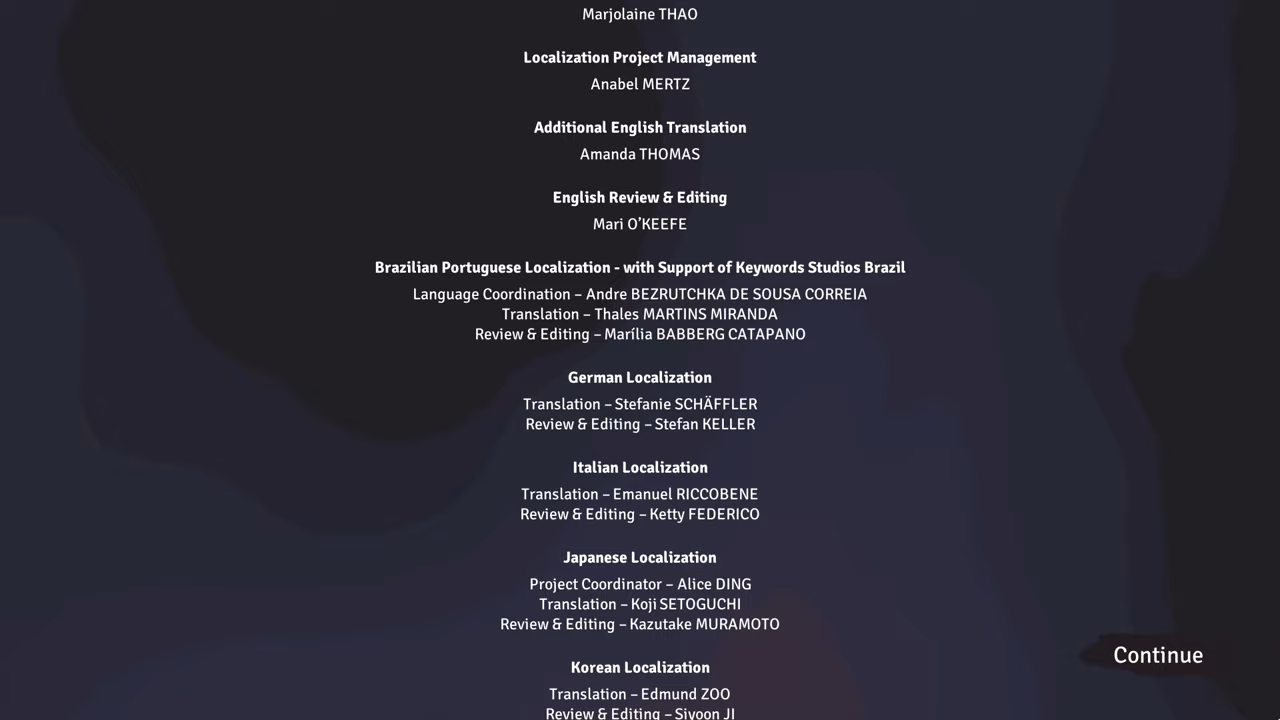 Marjolaine THAO
Localization Project Management
Anabel MERTZ
Additional English Translation
Amanda THOMAS
English Review & Editing
Mari O’KEEFE
Brazilian Portuguese Localization - with Support of Keywords Studios Brazil
Language Coordination – Andre BEZRUTCHKA DE SOUSA CORREIA
Translation – Thales MARTINS MIRANDA
Review & Editing – Marília BABBERG CATAPANO
German Localization
Translation – Stefanie SCHÄFFLER
Review & Editing – Stefan KELLER
Italian Localization
Translation – Emanuel RICCOBENE
Review & Editing – Ketty FEDERICO
Japanese Localization
Project Coordinator – Alice DING
Translation – Koji SETOGUCHI
Review & Editing – Kazutake MURAMOTO
Continue
Korean Localization
Translation – Edmund ZOO
Review & Editing – Siyoon JI